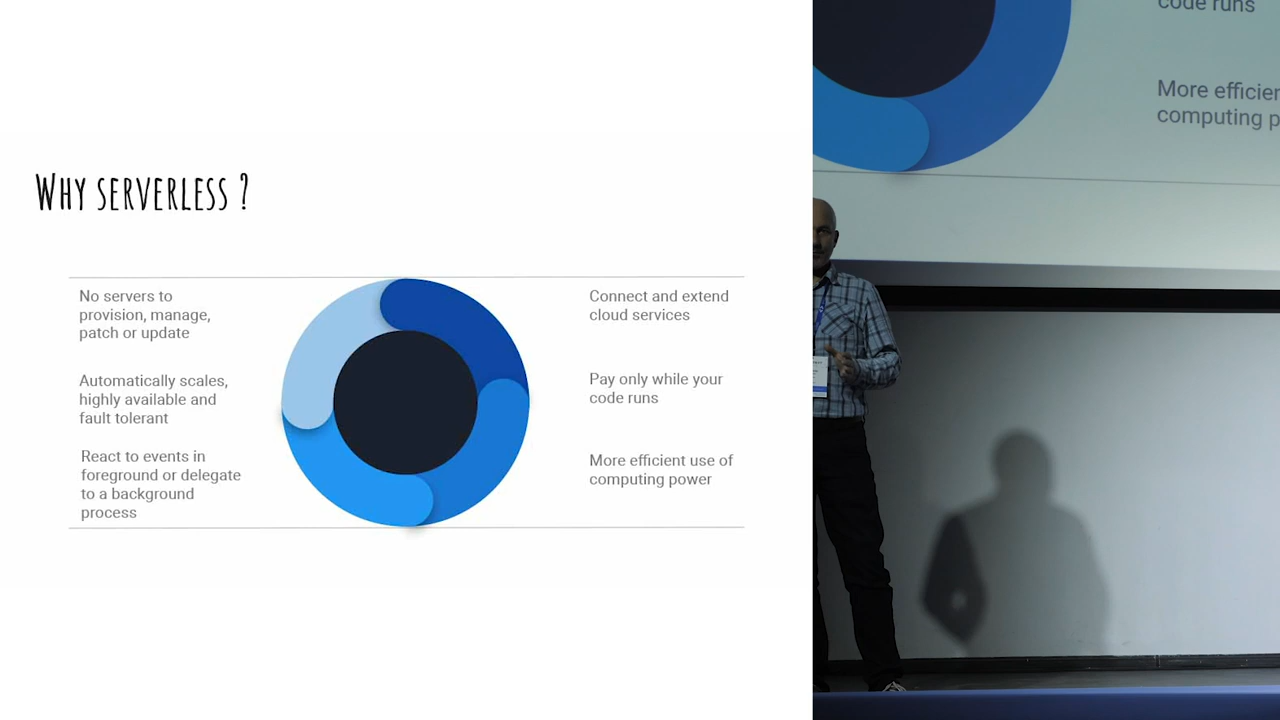 WHY SERVERLESS ?
No servers to
provision, manage,
patch or update
Automatically scales,
highly available and
fault tolerant
React to events in
foreground or delegate
to a background
process
Connect and extend
cloud services
Pay only while your
code runs
More efficient use of
computing power
code runs
More efficien
computing p